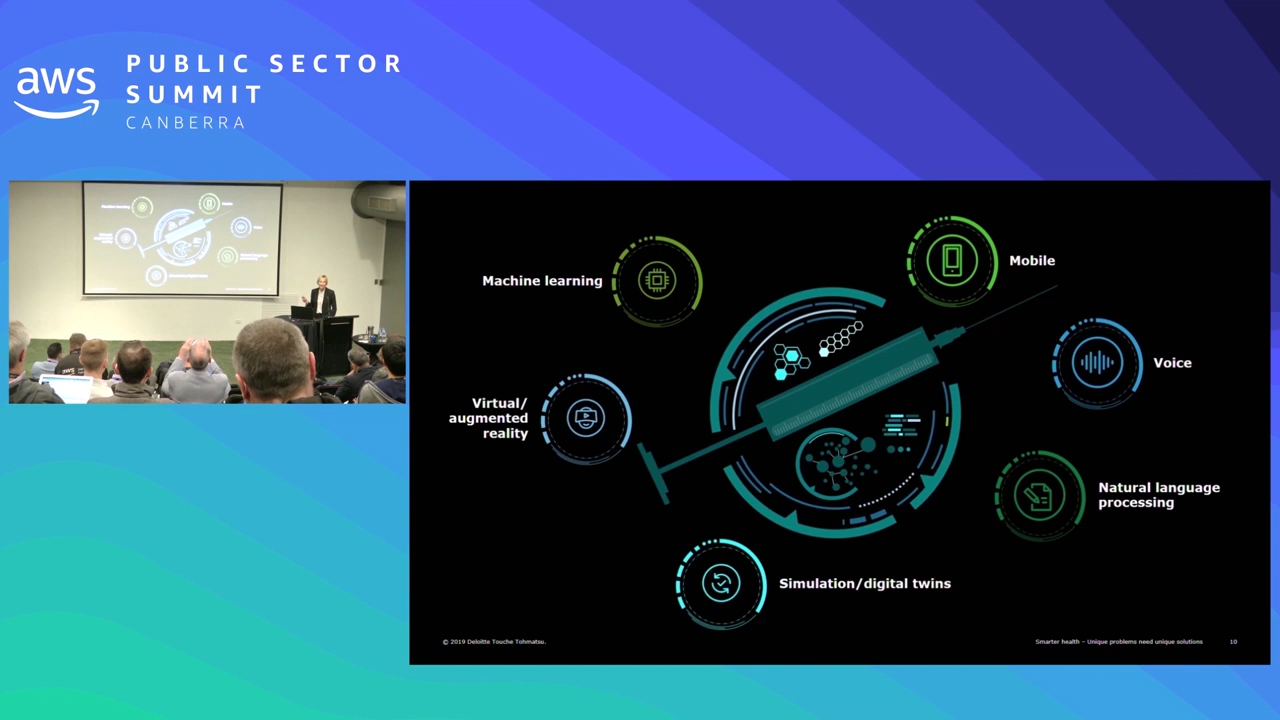 aws
PUBLIC SECTOR
SUMMIT
CANBERRA
Machine learning
Mobile
Voice
Virtual/
augmented
reality
Natural language
processing
Simulation/digital twins
© 2019 Deloitte Touche Tohmatsu.
Smarter health – Unique problems need unique solutions
10